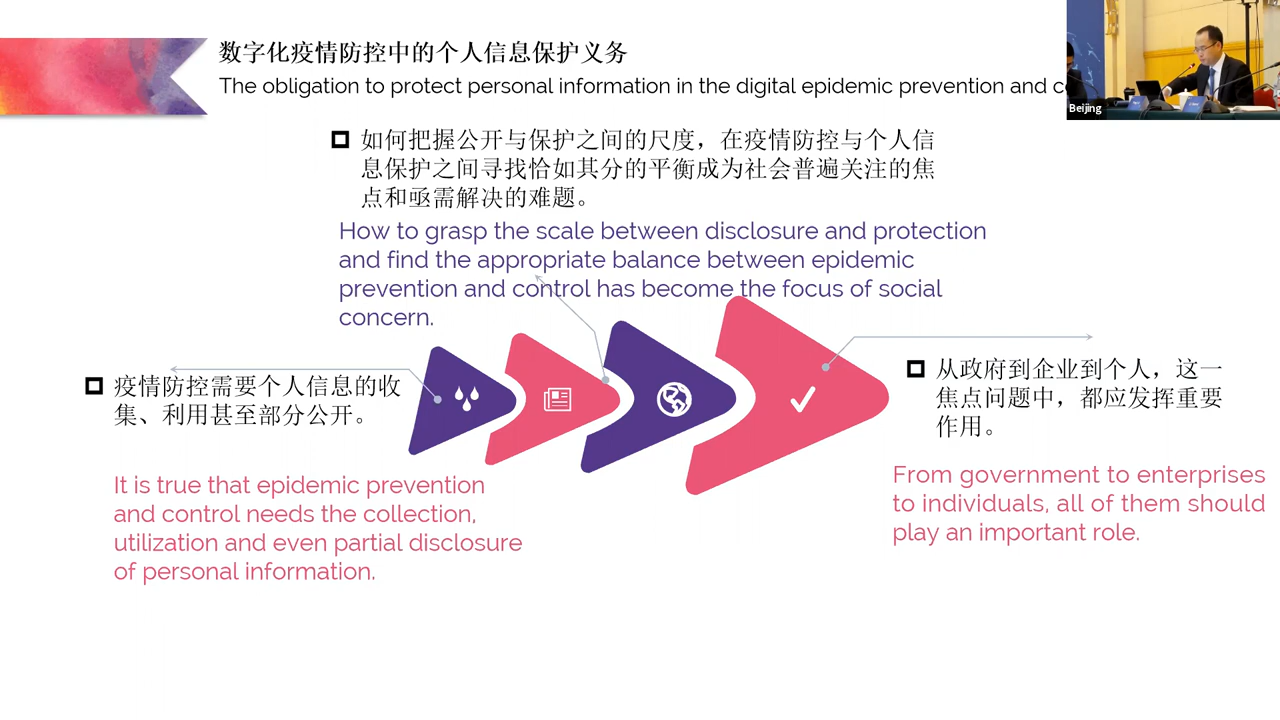 数字化疫情防控中的个人信息保护义务
The obligation to protect personal information in the digital epidemic prevention and
Beijing
如何把握公开与保护之间的尺度，在疫情防控与个人信
息保护之间寻找恰如其分的平衡成为社会普遍关注的焦
点和亟需解决的难题。
How to grasp the scale between disclosure and protection
and find the appropriate balance between epidemic
prevention and control has become the focus of social
concern.
疫情防控需要个人信息的收
集、利用甚至部分公开。
It is true that epidemic prevention
and control needs the collection,
utilization and even partial disclosure
of personal information.
从政府到企业到个人，这一
焦点问题中，都应发挥重要
作用。
From government to enterprises
to individuals, all of them should
play an important role.